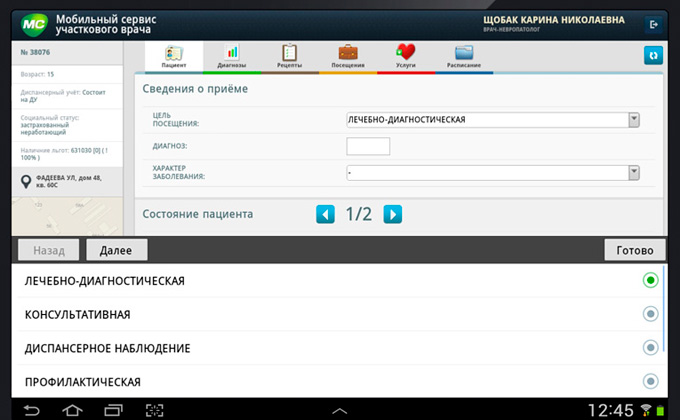 МС
Мобильный сервис
участкового врача
ЩОБАК КАРИНА НИКОЛАЕВНА
ВРАЧ-НЕВРОПАТОЛОГ
№ 38076
Возраст: 15
Диспансерный учёт: Состоит
на ДУ
Социальный статус:
застрахованный
неработающий
Наличие льгот: 631030 [0] (
100% )
ФАДЕЕВА УЛ, дом 48,
кв. 60С
Пациент
Диагнозы
Рецепты
Посещения
Услуги
Расписание
Сведения о приёме
ЦЕЛЬ
ПОСЕЩЕНИЯ:
ЛЕЧЕБНО-ДИАГНОСТИЧЕСКАЯ
ДИАГНОЗ:
ХАРАКТЕР
ЗАБОЛЕВАНИЯ:
-
Состояние пациента
1/2
Назад
Далее
Готово
ЛЕЧЕБНО-ДИАГНОСТИЧЕСКАЯ
КОНСУЛЬТАТИВНАЯ
ДИСПАНСЕРНОЕ НАБЛЮДЕНИЕ
ПРОФИЛАКТИЧЕСКАЯ
12:45